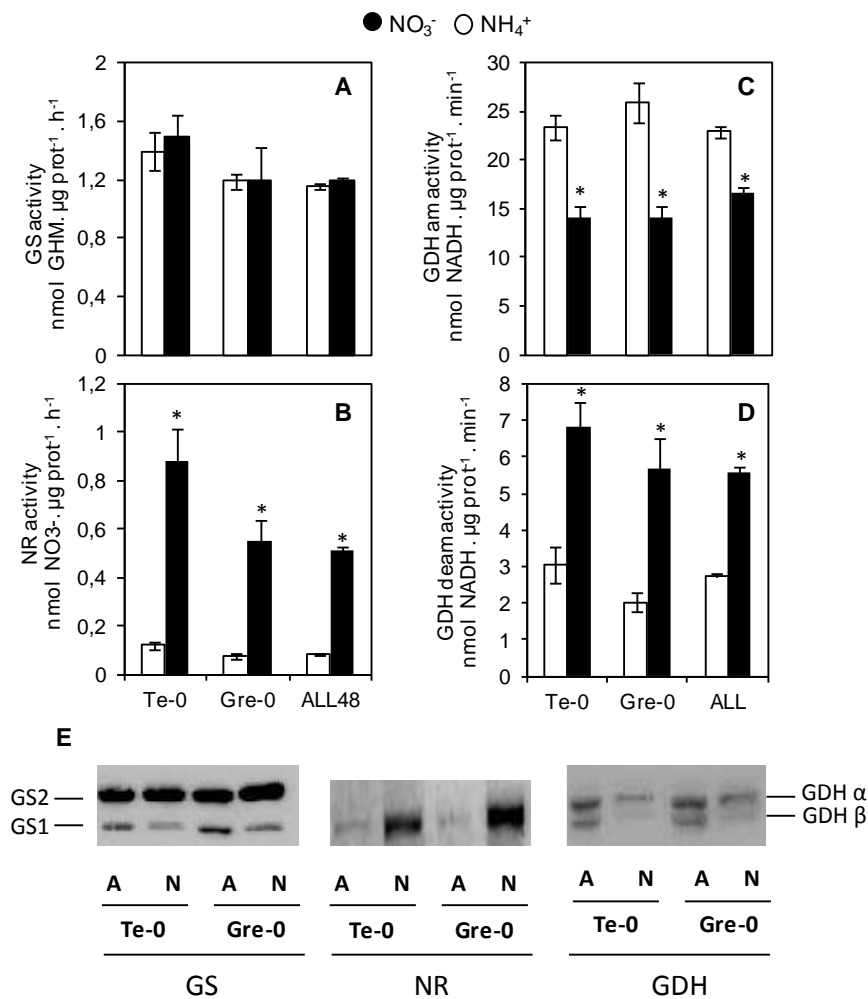 ● NO₃⁻ ○ NH₄⁺
A
GS activity
nmol GHM. µg prot⁻¹ . h⁻¹
2
1,6
1,2
0,8
0,4
0
C
GDH am activity
nmol NADH . µg prot⁻¹ . min⁻¹
30
25
20
15
10
5
0
* * *
B
NR activity
nmol NO3-. µg prot⁻¹ . h⁻¹
1,2
1
0,8
0,6
0,4
0,2
0
* * *
Te-0 Gre-0 ALL48
D
GDH deam activity
nmol NADH . µg prot⁻¹ . min⁻¹
8
7
6
5
4
3
2
1
0
* * *
Te-0 Gre-0 ALL
E
GS2
GS1
GDH α
GDH β
A N A N A N A N A N A N
Te-0 Gre-0 Te-0 Gre-0 Te-0 Gre-0
GS NR GDH